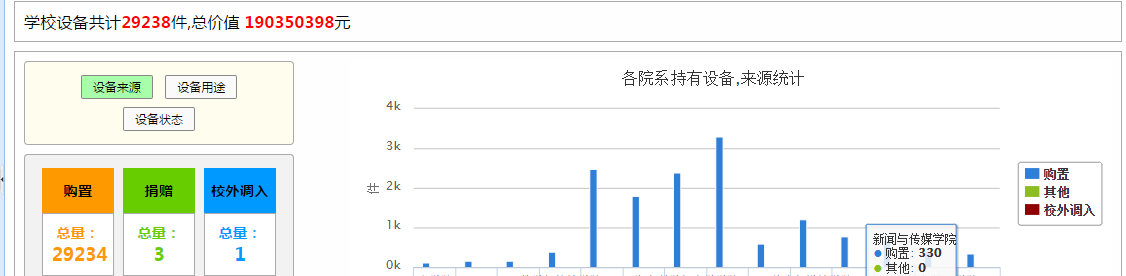 学校设备共计29238件,总价值 190350398元
设备来源 设备用途
设备状态
购置 捐赠 校外调入
总量： 总量： 总量：
29234 3 1
各院系持有设备,来源统计
4k
3k
2k
1k
0k
件
新闻与传媒学院
购置: 330
其他: 0
购置
其他
校外调入